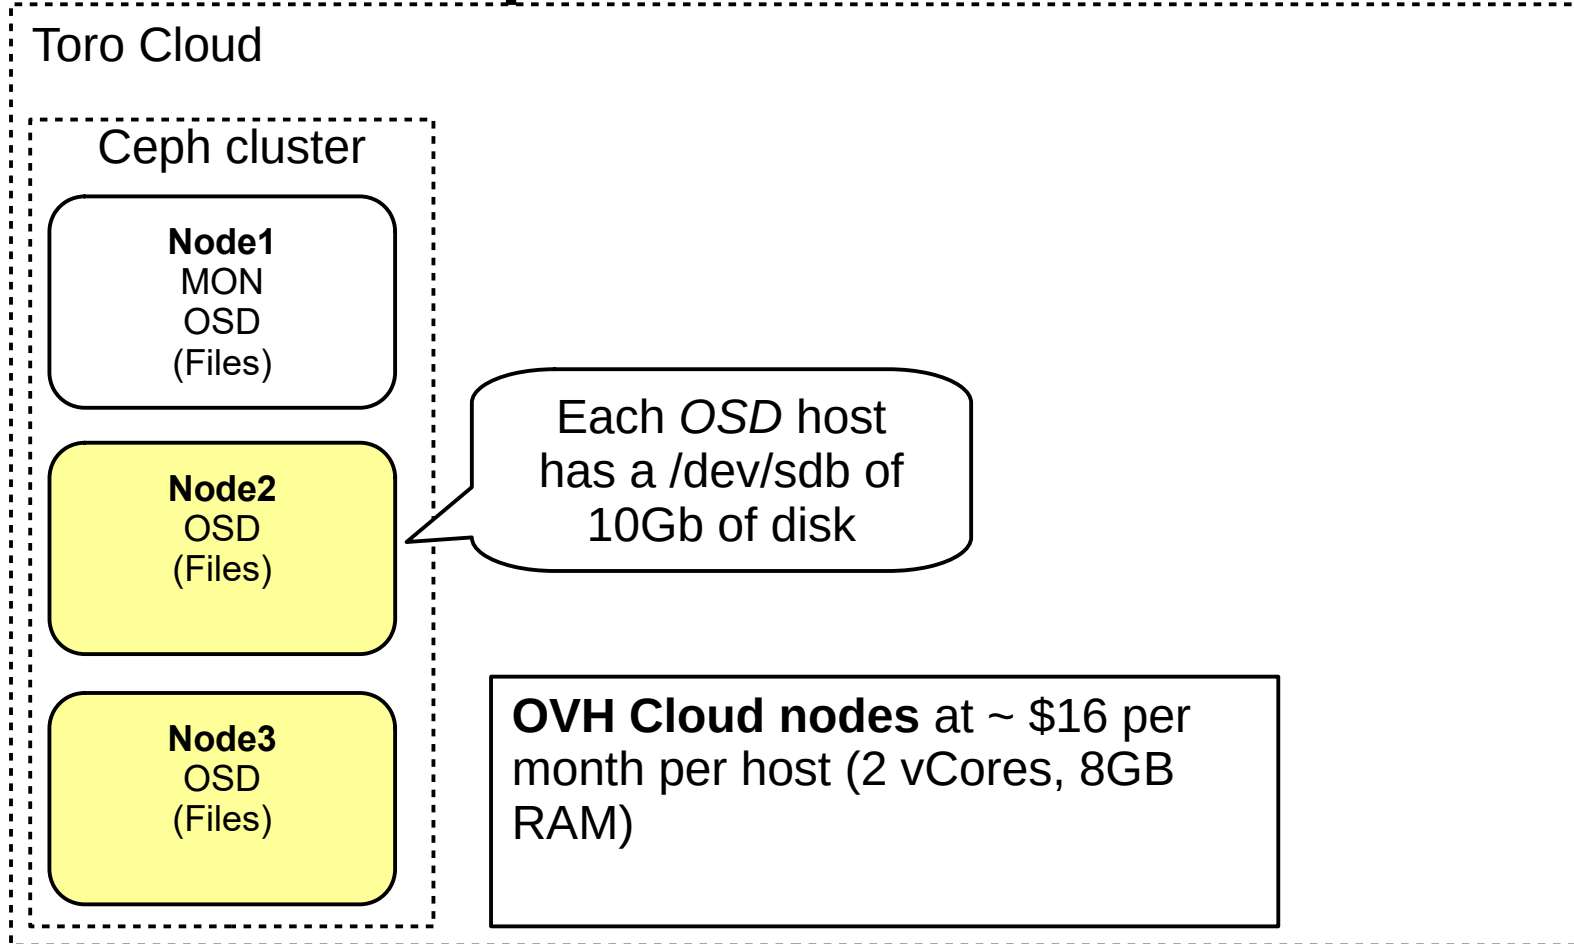 Toro Cloud
Ceph cluster
Node1
MON
OSD
(Files)
Node2
OSD
(Files)
Node3
OSD
(Files)
Each OSD host
has a /dev/sdb of
10Gb of disk
OVH Cloud nodes at ~ $16 per
month per host (2 vCores, 8GB
RAM)